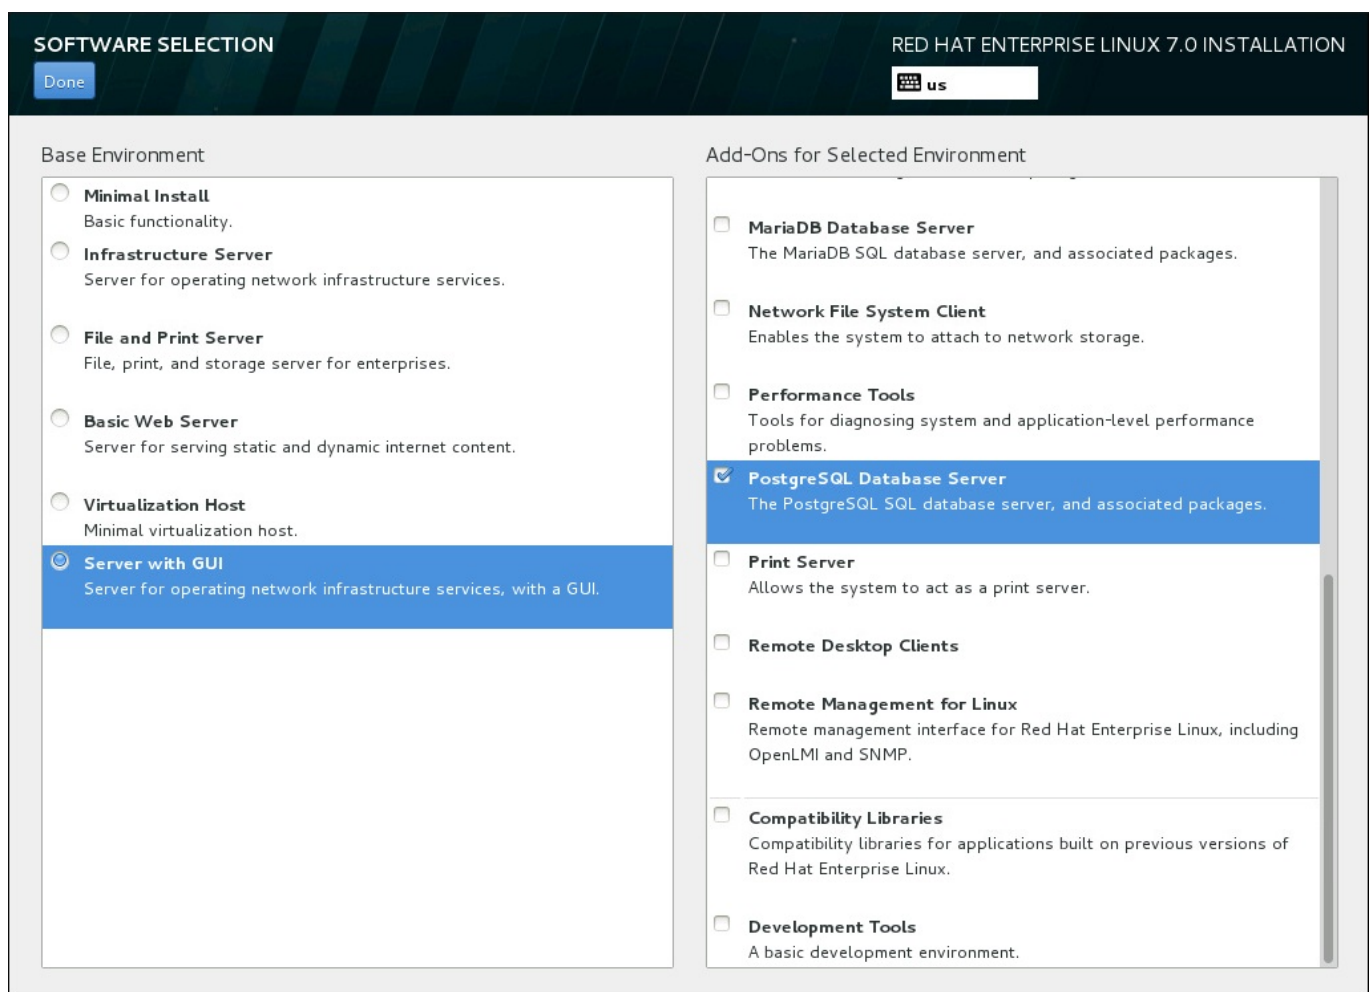 SOFTWARE SELECTION
Done
RED HAT ENTERPRISE LINUX 7.0 INSTALLATION
us
Base Environment
Minimal Install
Basic functionality.
Infrastructure Server
Server for operating network infrastructure services.
File and Print Server
File, print, and storage server for enterprises.
Basic Web Server
Server for serving static and dynamic internet content.
Virtualization Host
Minimal virtualization host.
Server with GUI
Server for operating network infrastructure services, with a GUI.
Add-Ons for Selected Environment
MariaDB Database Server
The MariaDB SQL database server, and associated packages.
Network File System Client
Enables the system to attach to network storage.
Performance Tools
Tools for diagnosing system and application-level performance
problems.
PostgreSQL Database Server
The PostgreSQL SQL database server, and associated packages.
Print Server
Allows the system to act as a print server.
Remote Desktop Clients
Remote Management for Linux
Remote management interface for Red Hat Enterprise Linux, including
OpenLMI and SNMP.
Compatibility Libraries
Compatibility libraries for applications built on previous versions of
Red Hat Enterprise Linux.
Development Tools
A basic development environment.